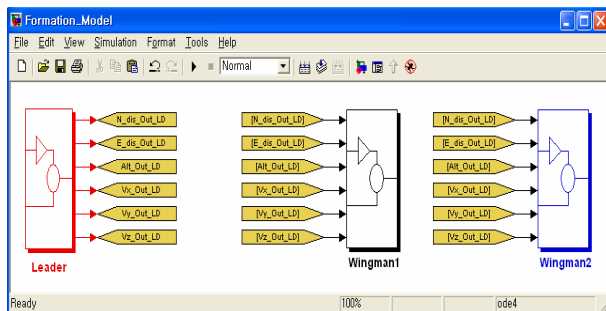 Formation_Model
File Edit View Simulation Format Tools Help
Normal
N_dis_Out_LD [N_dis_Out_LD] [N_dis_Out_LD]
E_dis_Out_LD [E_dis_Out_LD] [E_dis_Out_LD]
Alt_Out_LD [Alt_Out_LD] [Alt_Out_LD]
Vx_Out_LD [Vx_Out_LD] [Vx_Out_LD]
Vy_Out_LD [Vy_Out_LD] [Vy_Out_LD]
Vz_Out_LD [Vz_Out_LD] [Vz_Out_LD]
Leader Wingman1 Wingman2
Ready 100% ode4